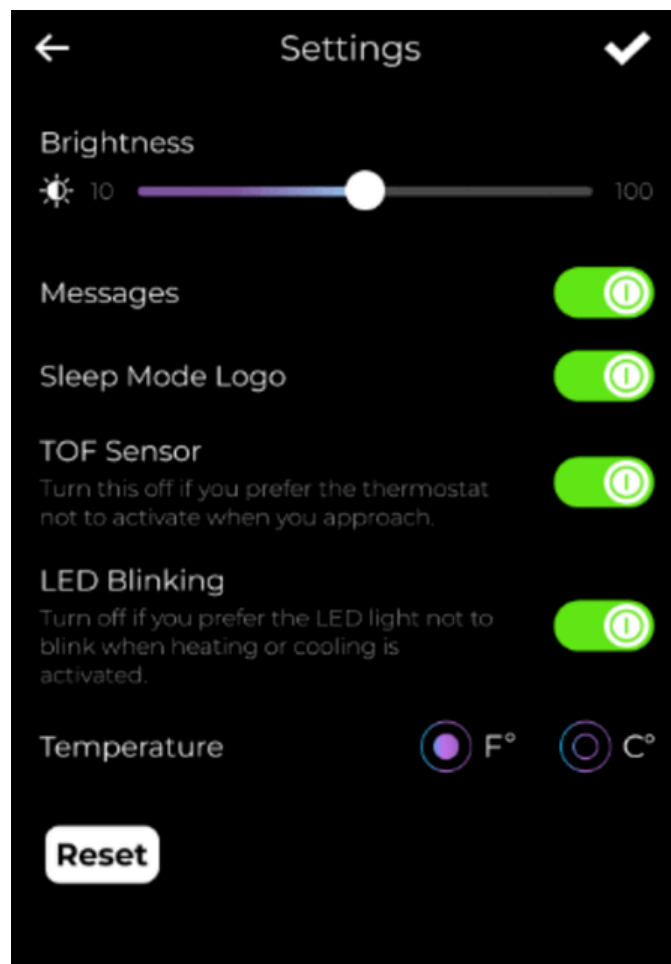 Settings
Brightness
10 100
Messages
Sleep Mode Logo
TOF Sensor
Turn this off if you prefer the thermostat
not to activate when you approach.
LED Blinking
Turn off if you prefer the LED light not to
blink when heating or cooling is
activated.
Temperature F° C°
Reset